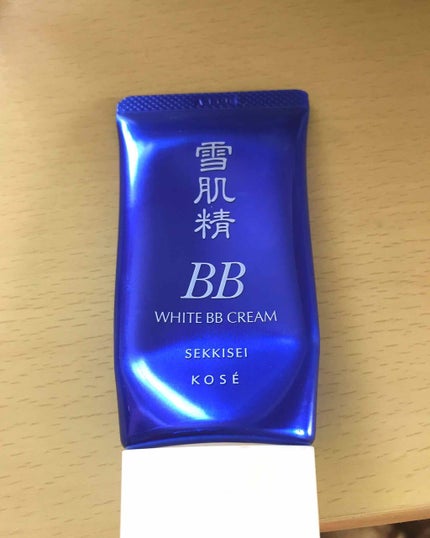 雪肌精
BB
WHITE BB CREAM
SEKKISEI
KOSÉ